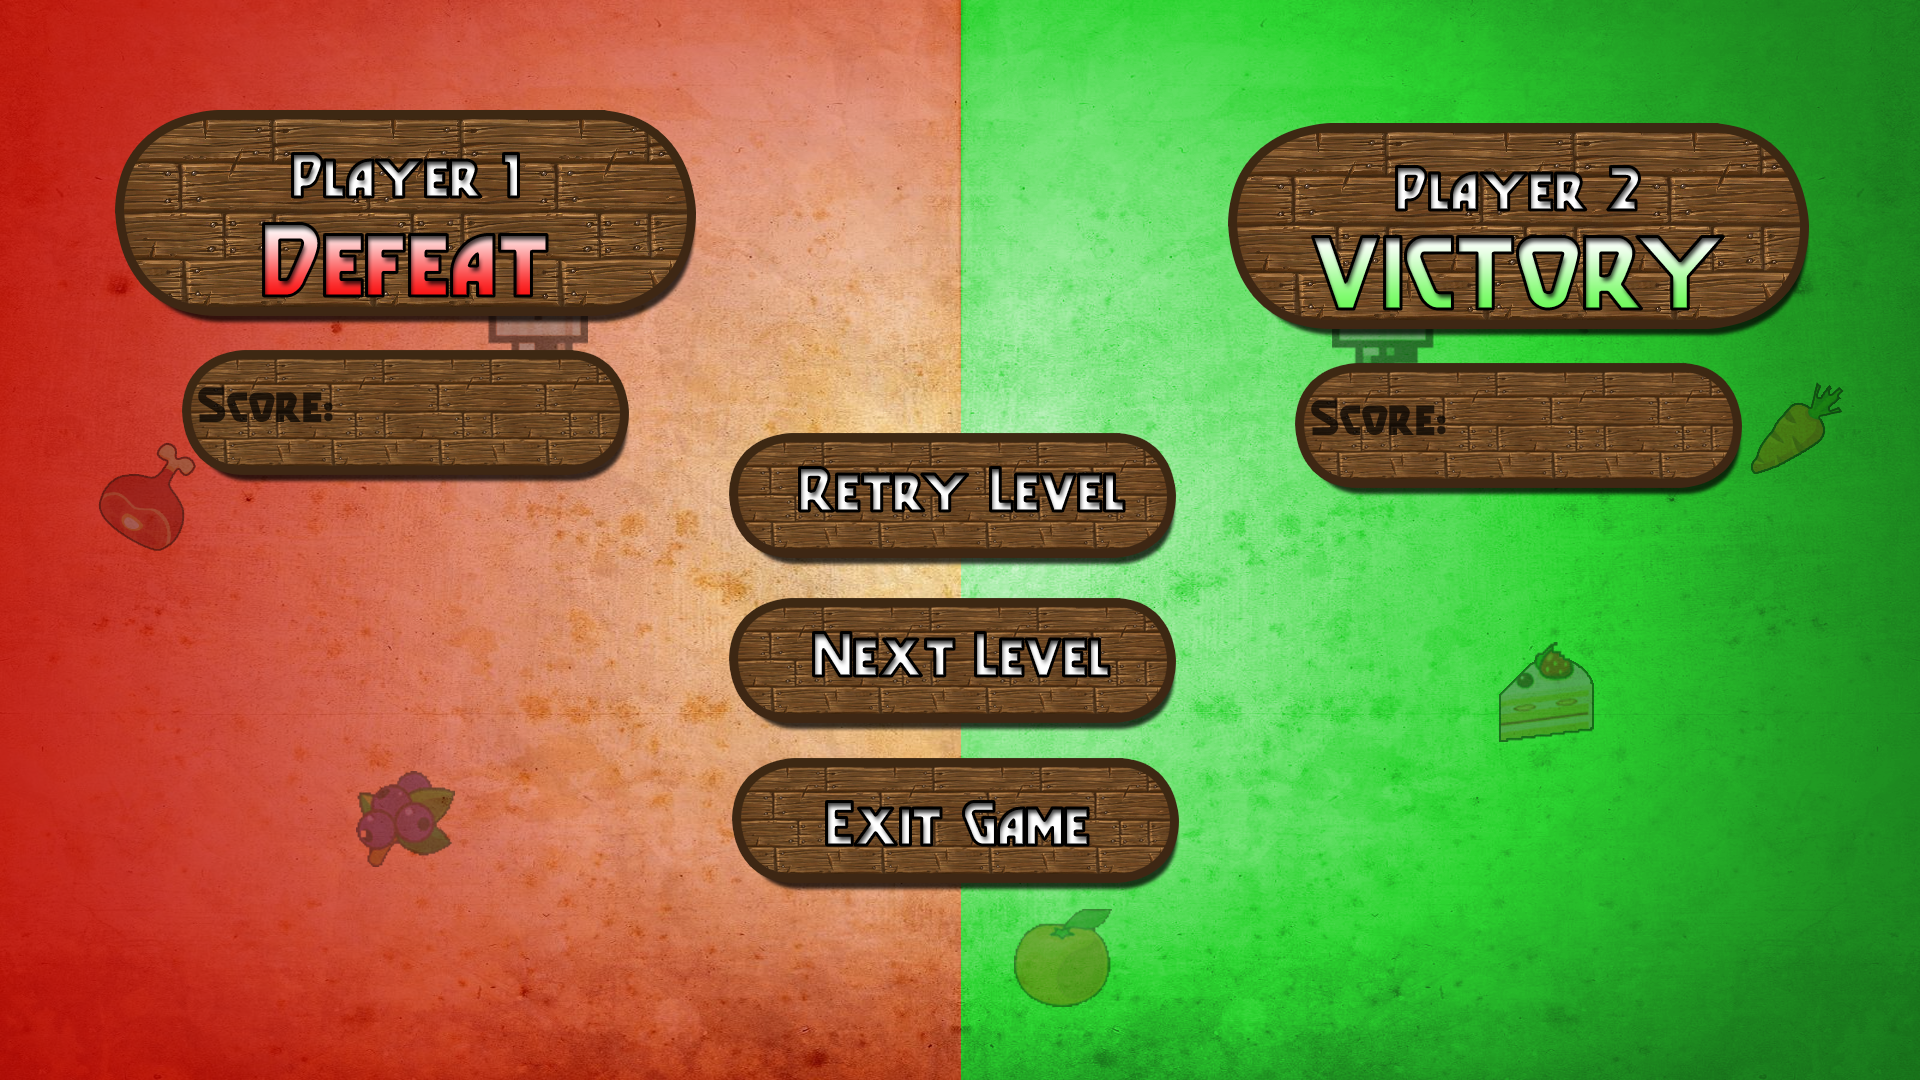 Player 1
Defeat
Score:
Player 2
VICTORY
Score:
Retry Level
Next Level
Exit Game